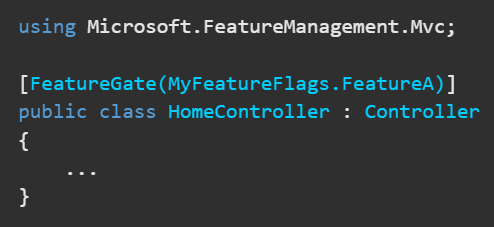 using Microsoft.FeatureManagement.Mvc;
[FeatureGate(MyFeatureFlags.FeatureA)]
public class HomeController : Controller
{
...
}